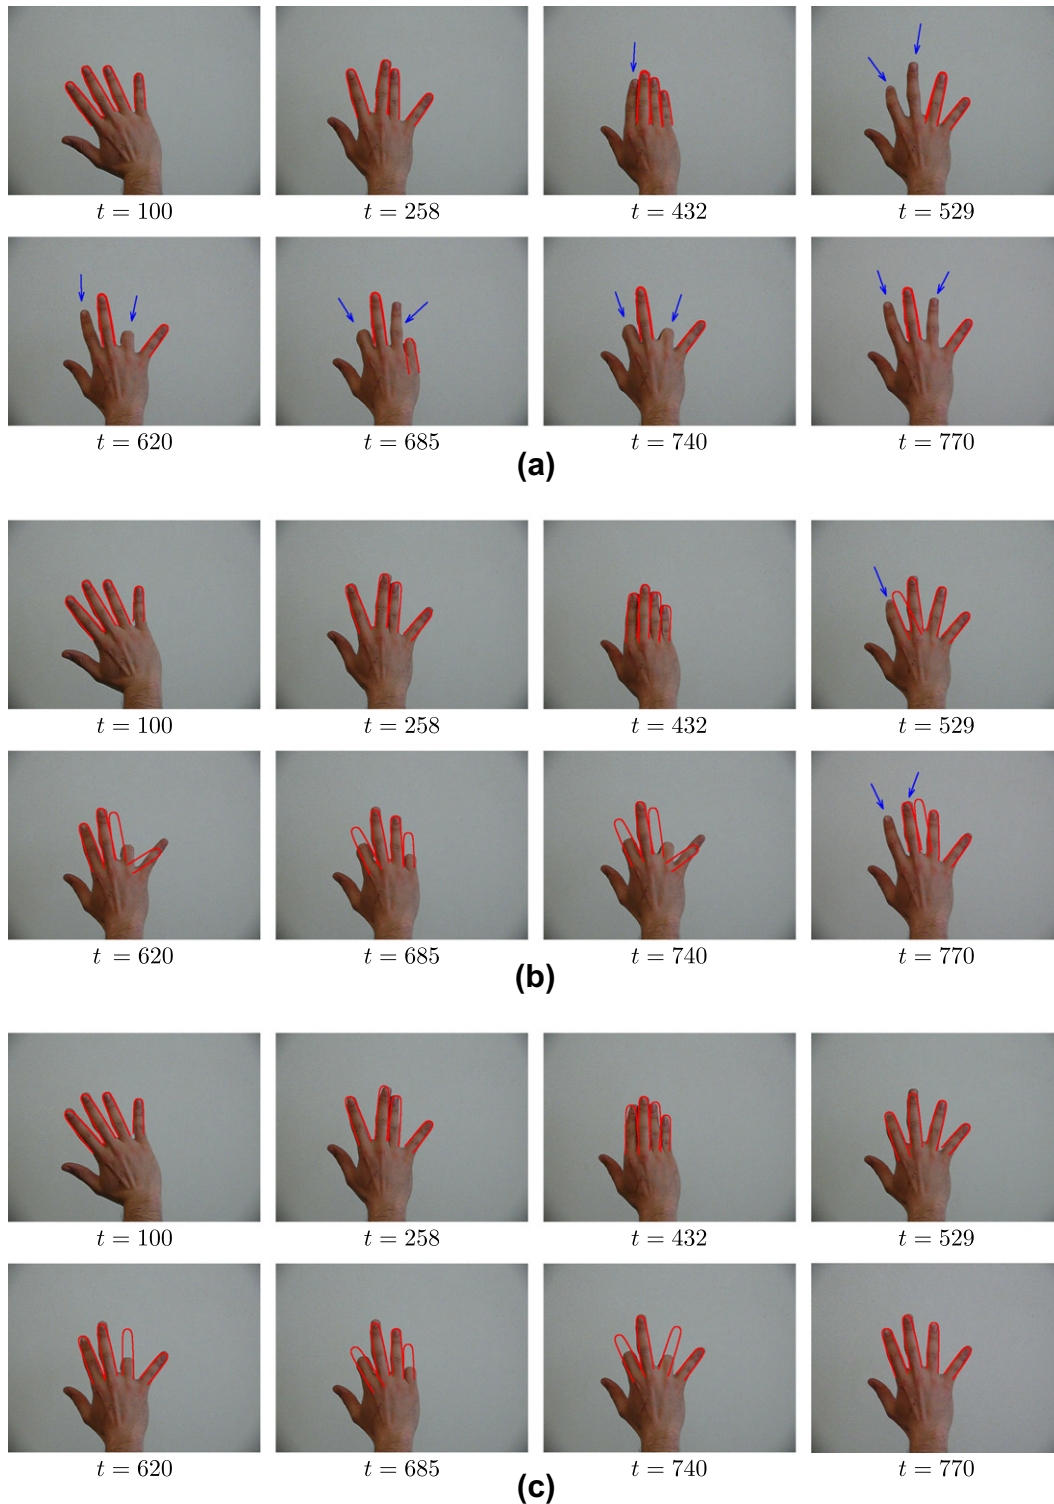 t = 100 t = 258 t = 432 t = 529
t = 620 t = 685 t = 740 t = 770
(a)
t = 100 t = 258 t = 432 t = 529
t = 620 t = 685 t = 740 t = 770
(b)
t = 100 t = 258 t = 432 t = 529
t = 620 t = 685 t = 740 t = 770
(c)